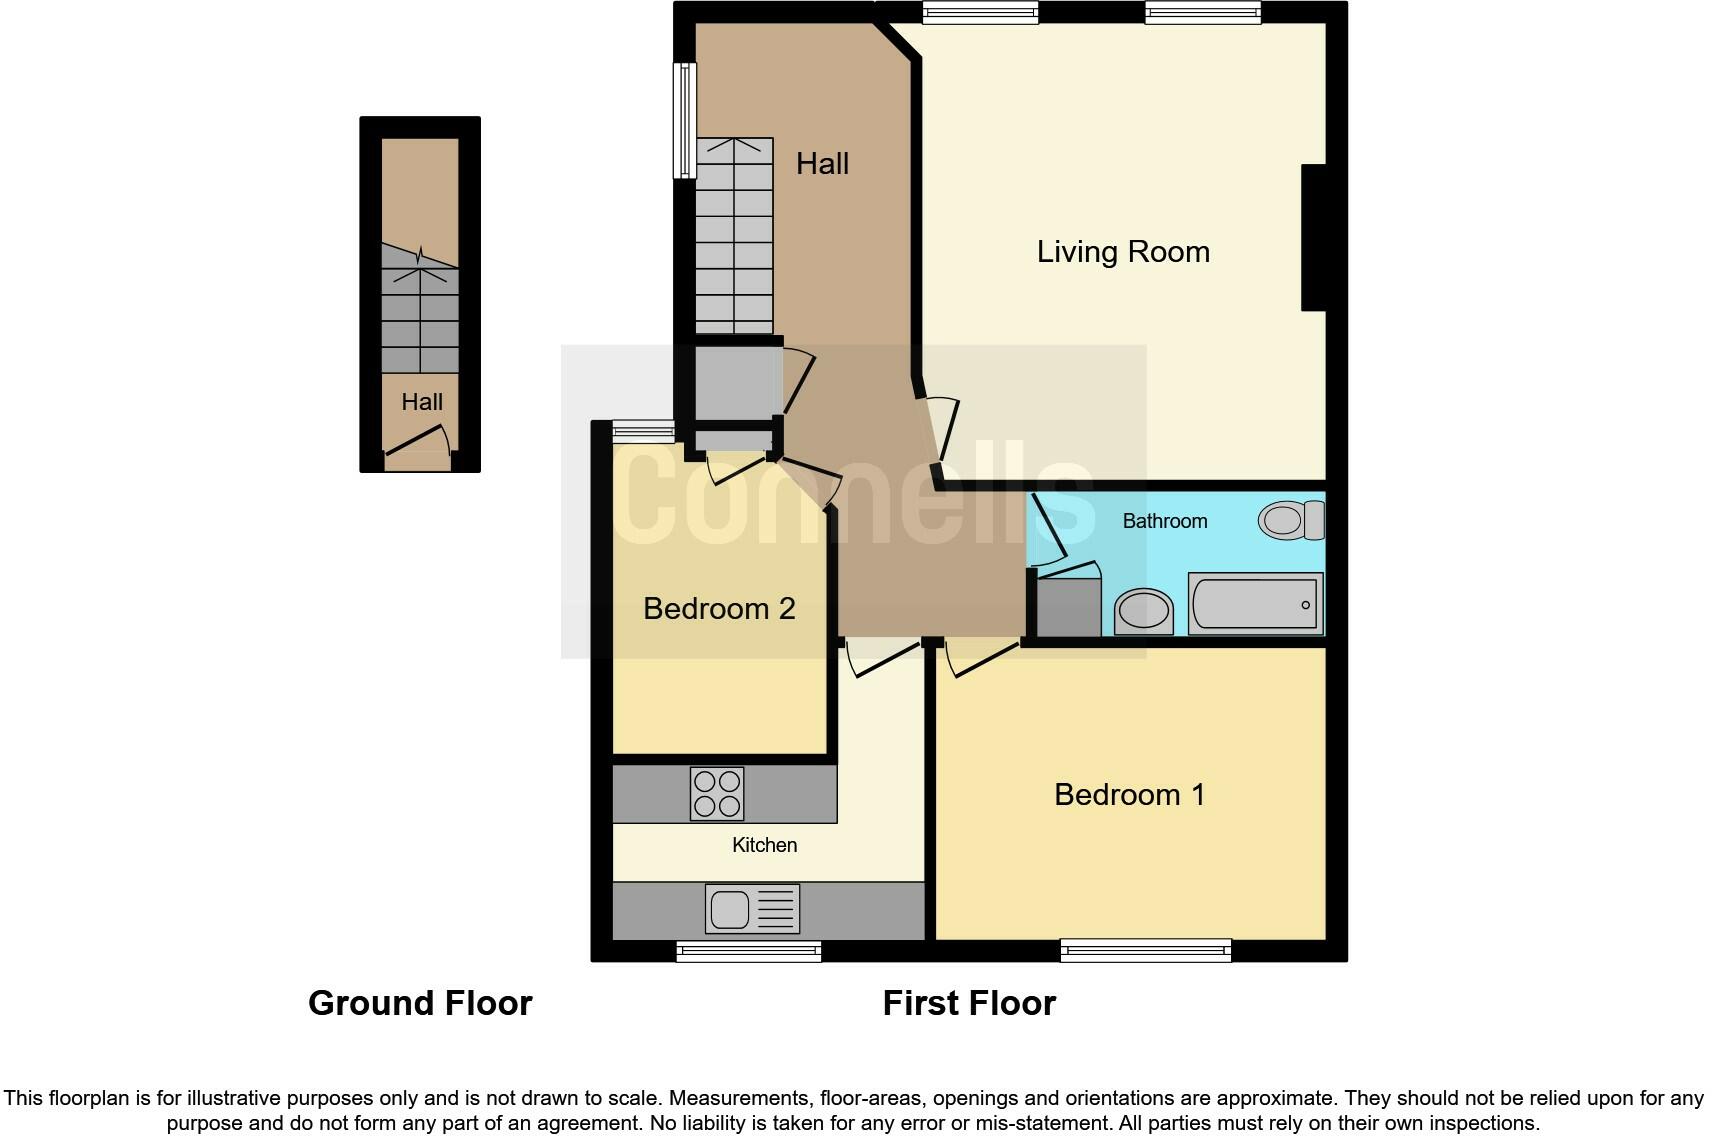 Hall
Living Room
Hall
Connells
Bathroom
Bedroom 2
Bedroom 1
Kitchen
Ground Floor
First Floor
This floorplan is for illustrative purposes only and is not drawn to scale. Measurements, floor-areas, openings and orientations are approximate. They should not be relied upon for any
purpose and do not form any part of an agreement. No liability is taken for any error or mis-statement. All parties must rely on their own inspections.